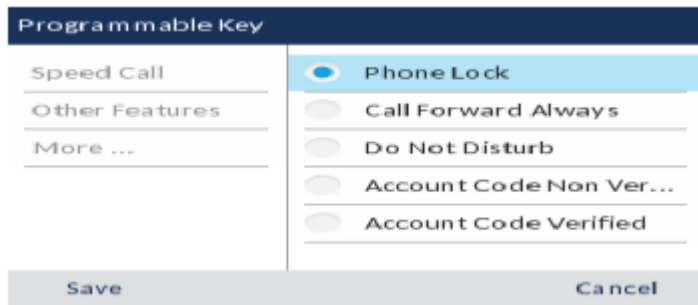 Programmable Key
Speed Call
Other Features
More ...
Phone Lock
Call Forward Always
Do Not Disturb
Account Code Non Ver...
Account Code Verified
Save
Cancel